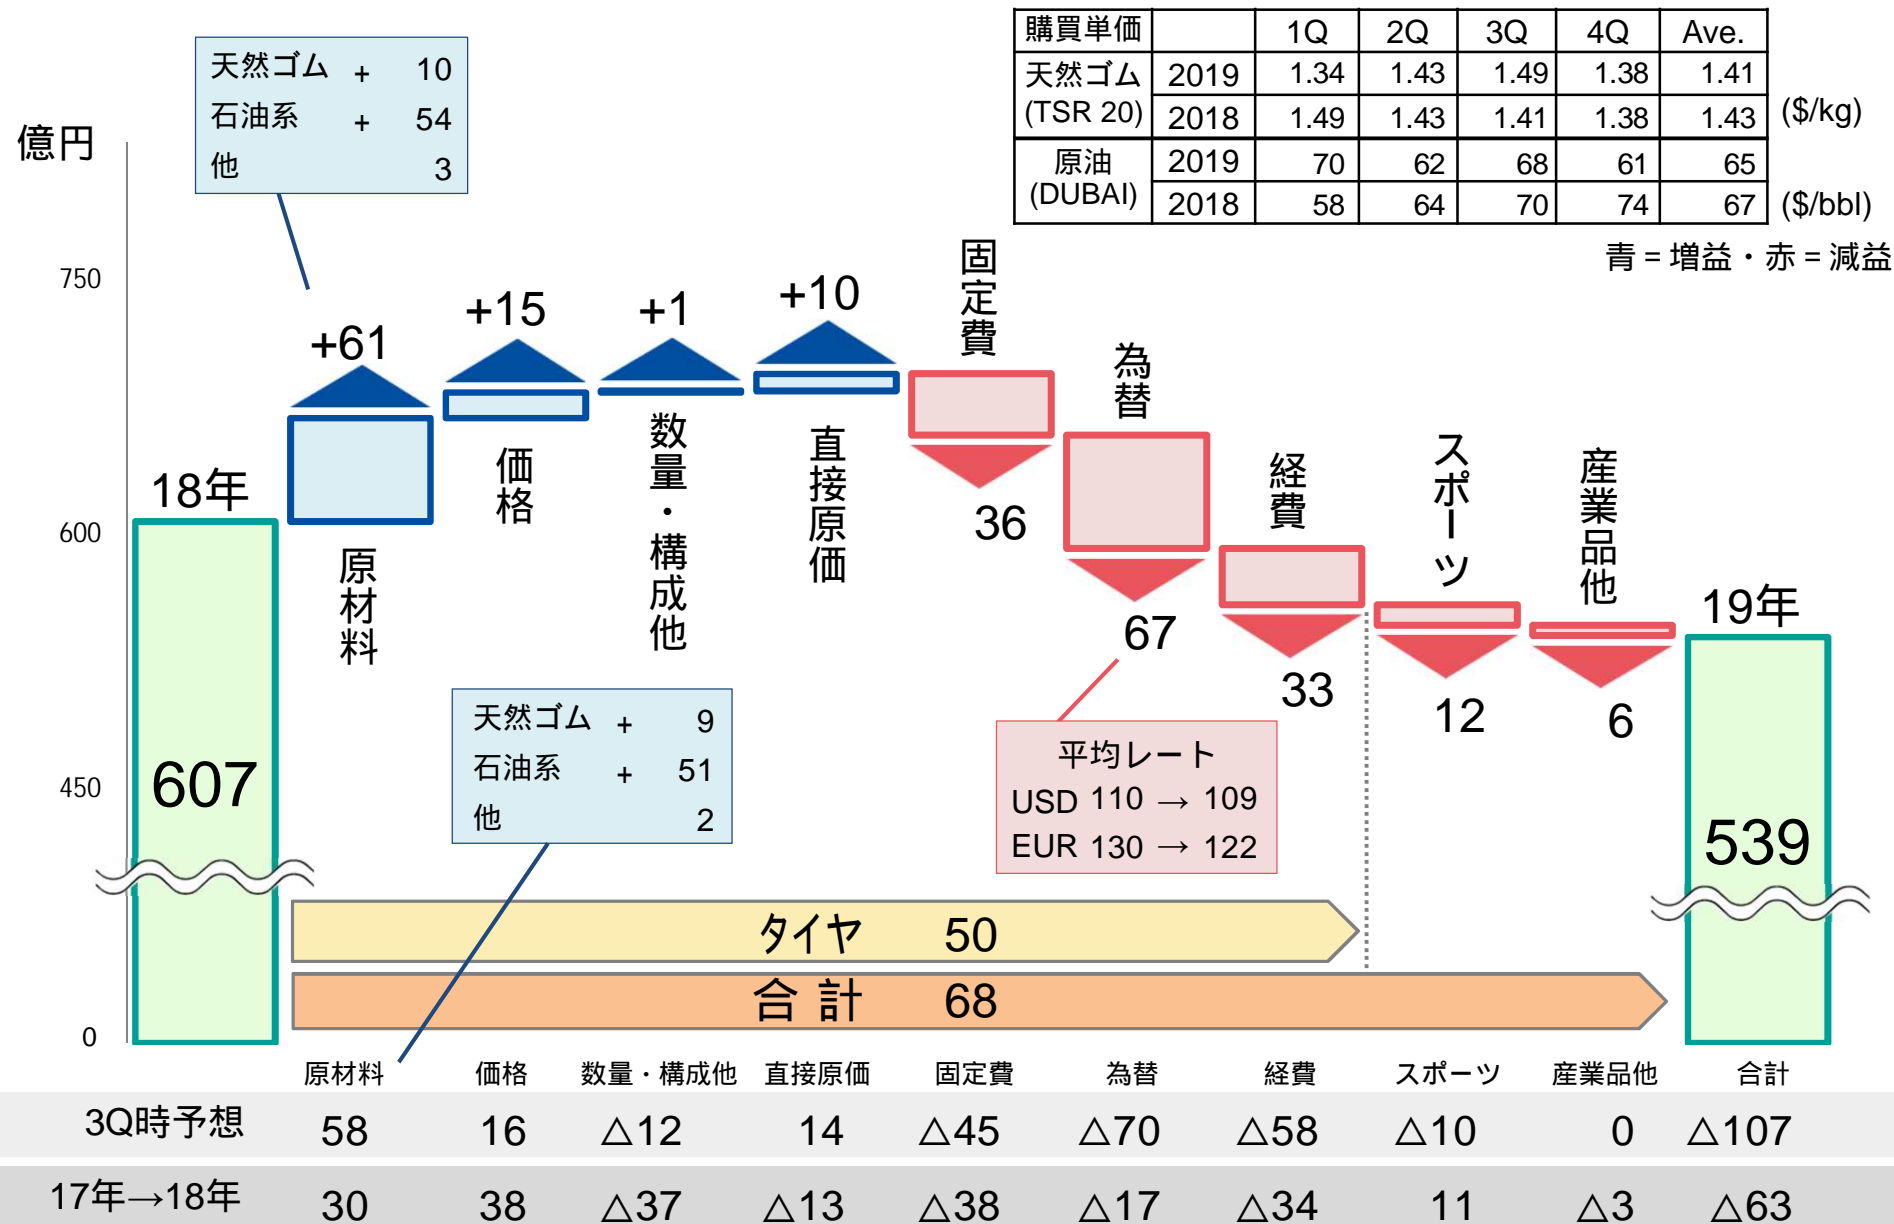 購買単価 1Q 2Q 3Q 4Q Ave.
天然ゴム (TSR 20) 2019 1.34 1.43 1.49 1.38 1.41
2018 1.49 1.43 1.41 1.38 1.43 ($/kg)
原油 (DUBAI) 2019 70 62 68 61 65
2018 58 64 70 74 67 ($/bbl)
青 = 増益・赤 = 減益
天然ゴム + 10
石油系 + 54
他 3
億円
750
600
450
0
18年
607
+61
原材料
+15
価格
+1
数量・構成他
+10
直接原価
固定費
36
為替
67
経費
33
スポーツ
12
産業品他
6
19年
539
天然ゴム + 9
石油系 + 51
他 2
平均レート
USD 110 → 109
EUR 130 → 122
タイヤ 50
合計 68
原材料 価格 数量・構成他 直接原価 固定費 為替 経費 スポーツ 産業品他 合計
3Q時予想 58 16 △12 14 △45 △70 △58 △10 0 △107
17年→18年 30 38 △37 △13 △38 △17 △34 11 △3 △63